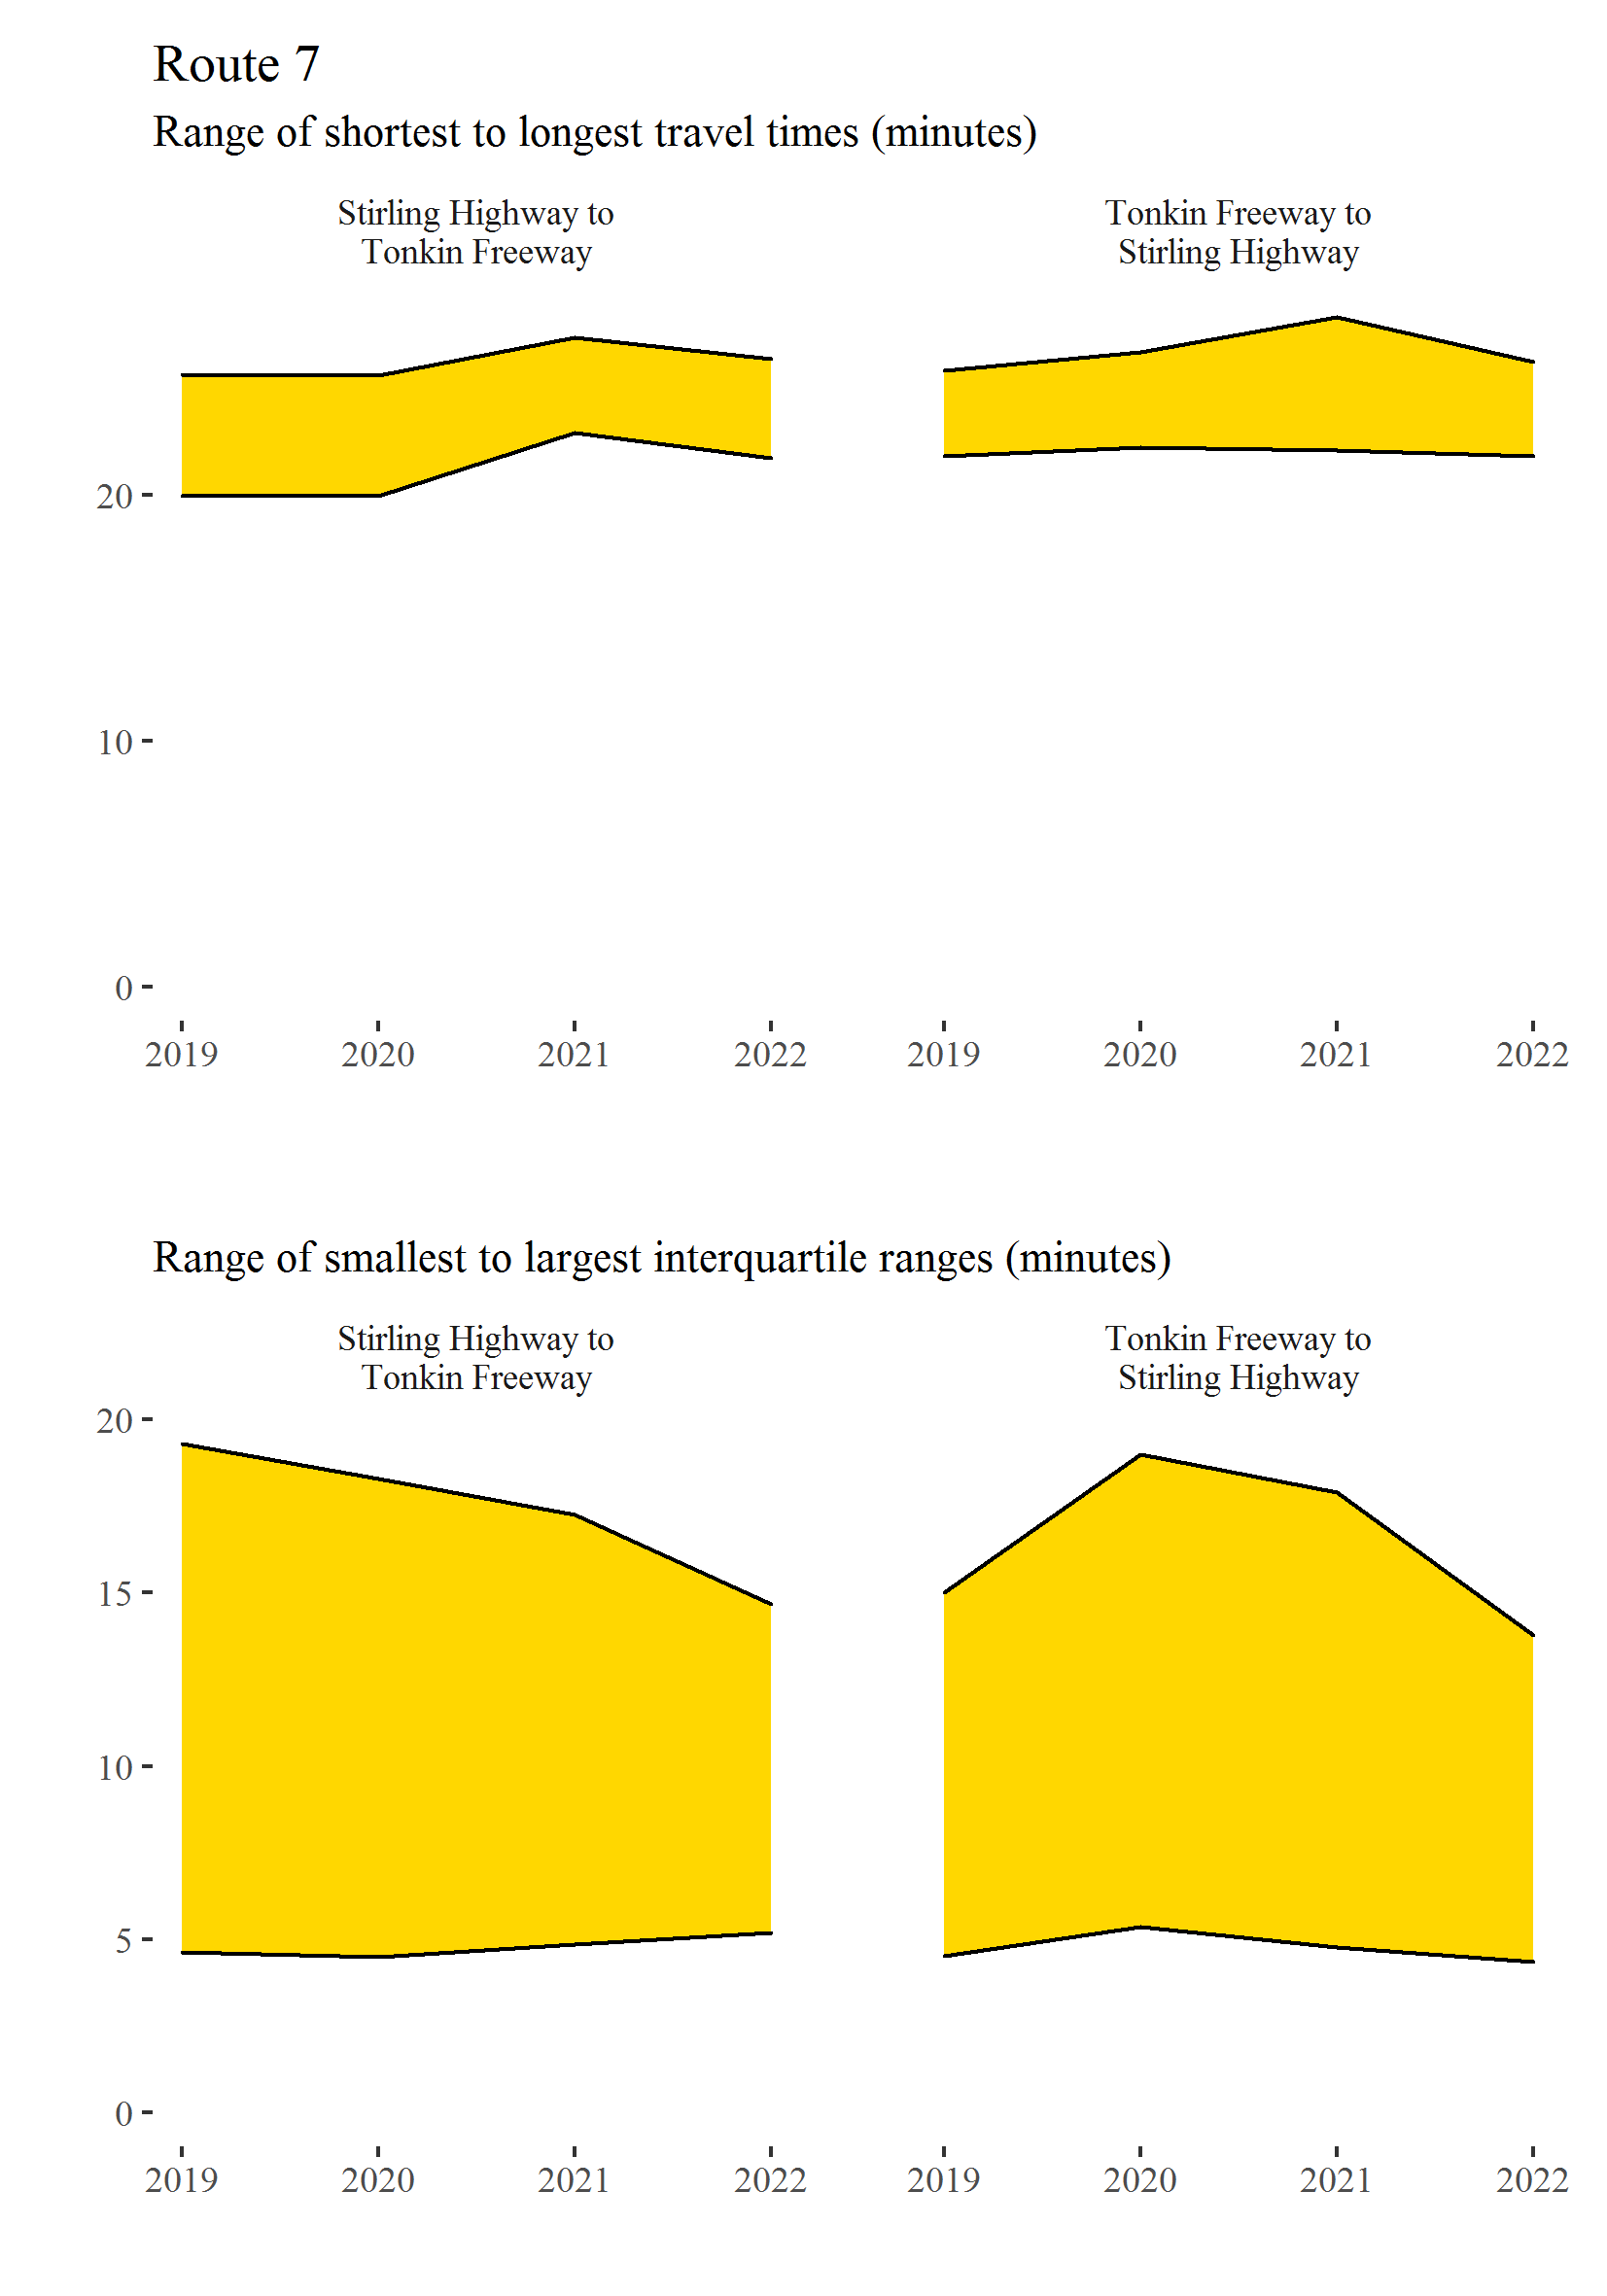 Route 7
Range of shortest to longest travel times (minutes)
Stirling Highway to
Tonkin Freeway
Tonkin Freeway to
Stirling Highway
20
10
0
2019 2020 2021 2022 2019 2020 2021 2022
Range of smallest to largest interquartile ranges (minutes)
Stirling Highway to
Tonkin Freeway
Tonkin Freeway to
Stirling Highway
20
15
10
5
0
2019 2020 2021 2022 2019 2020 2021 2022